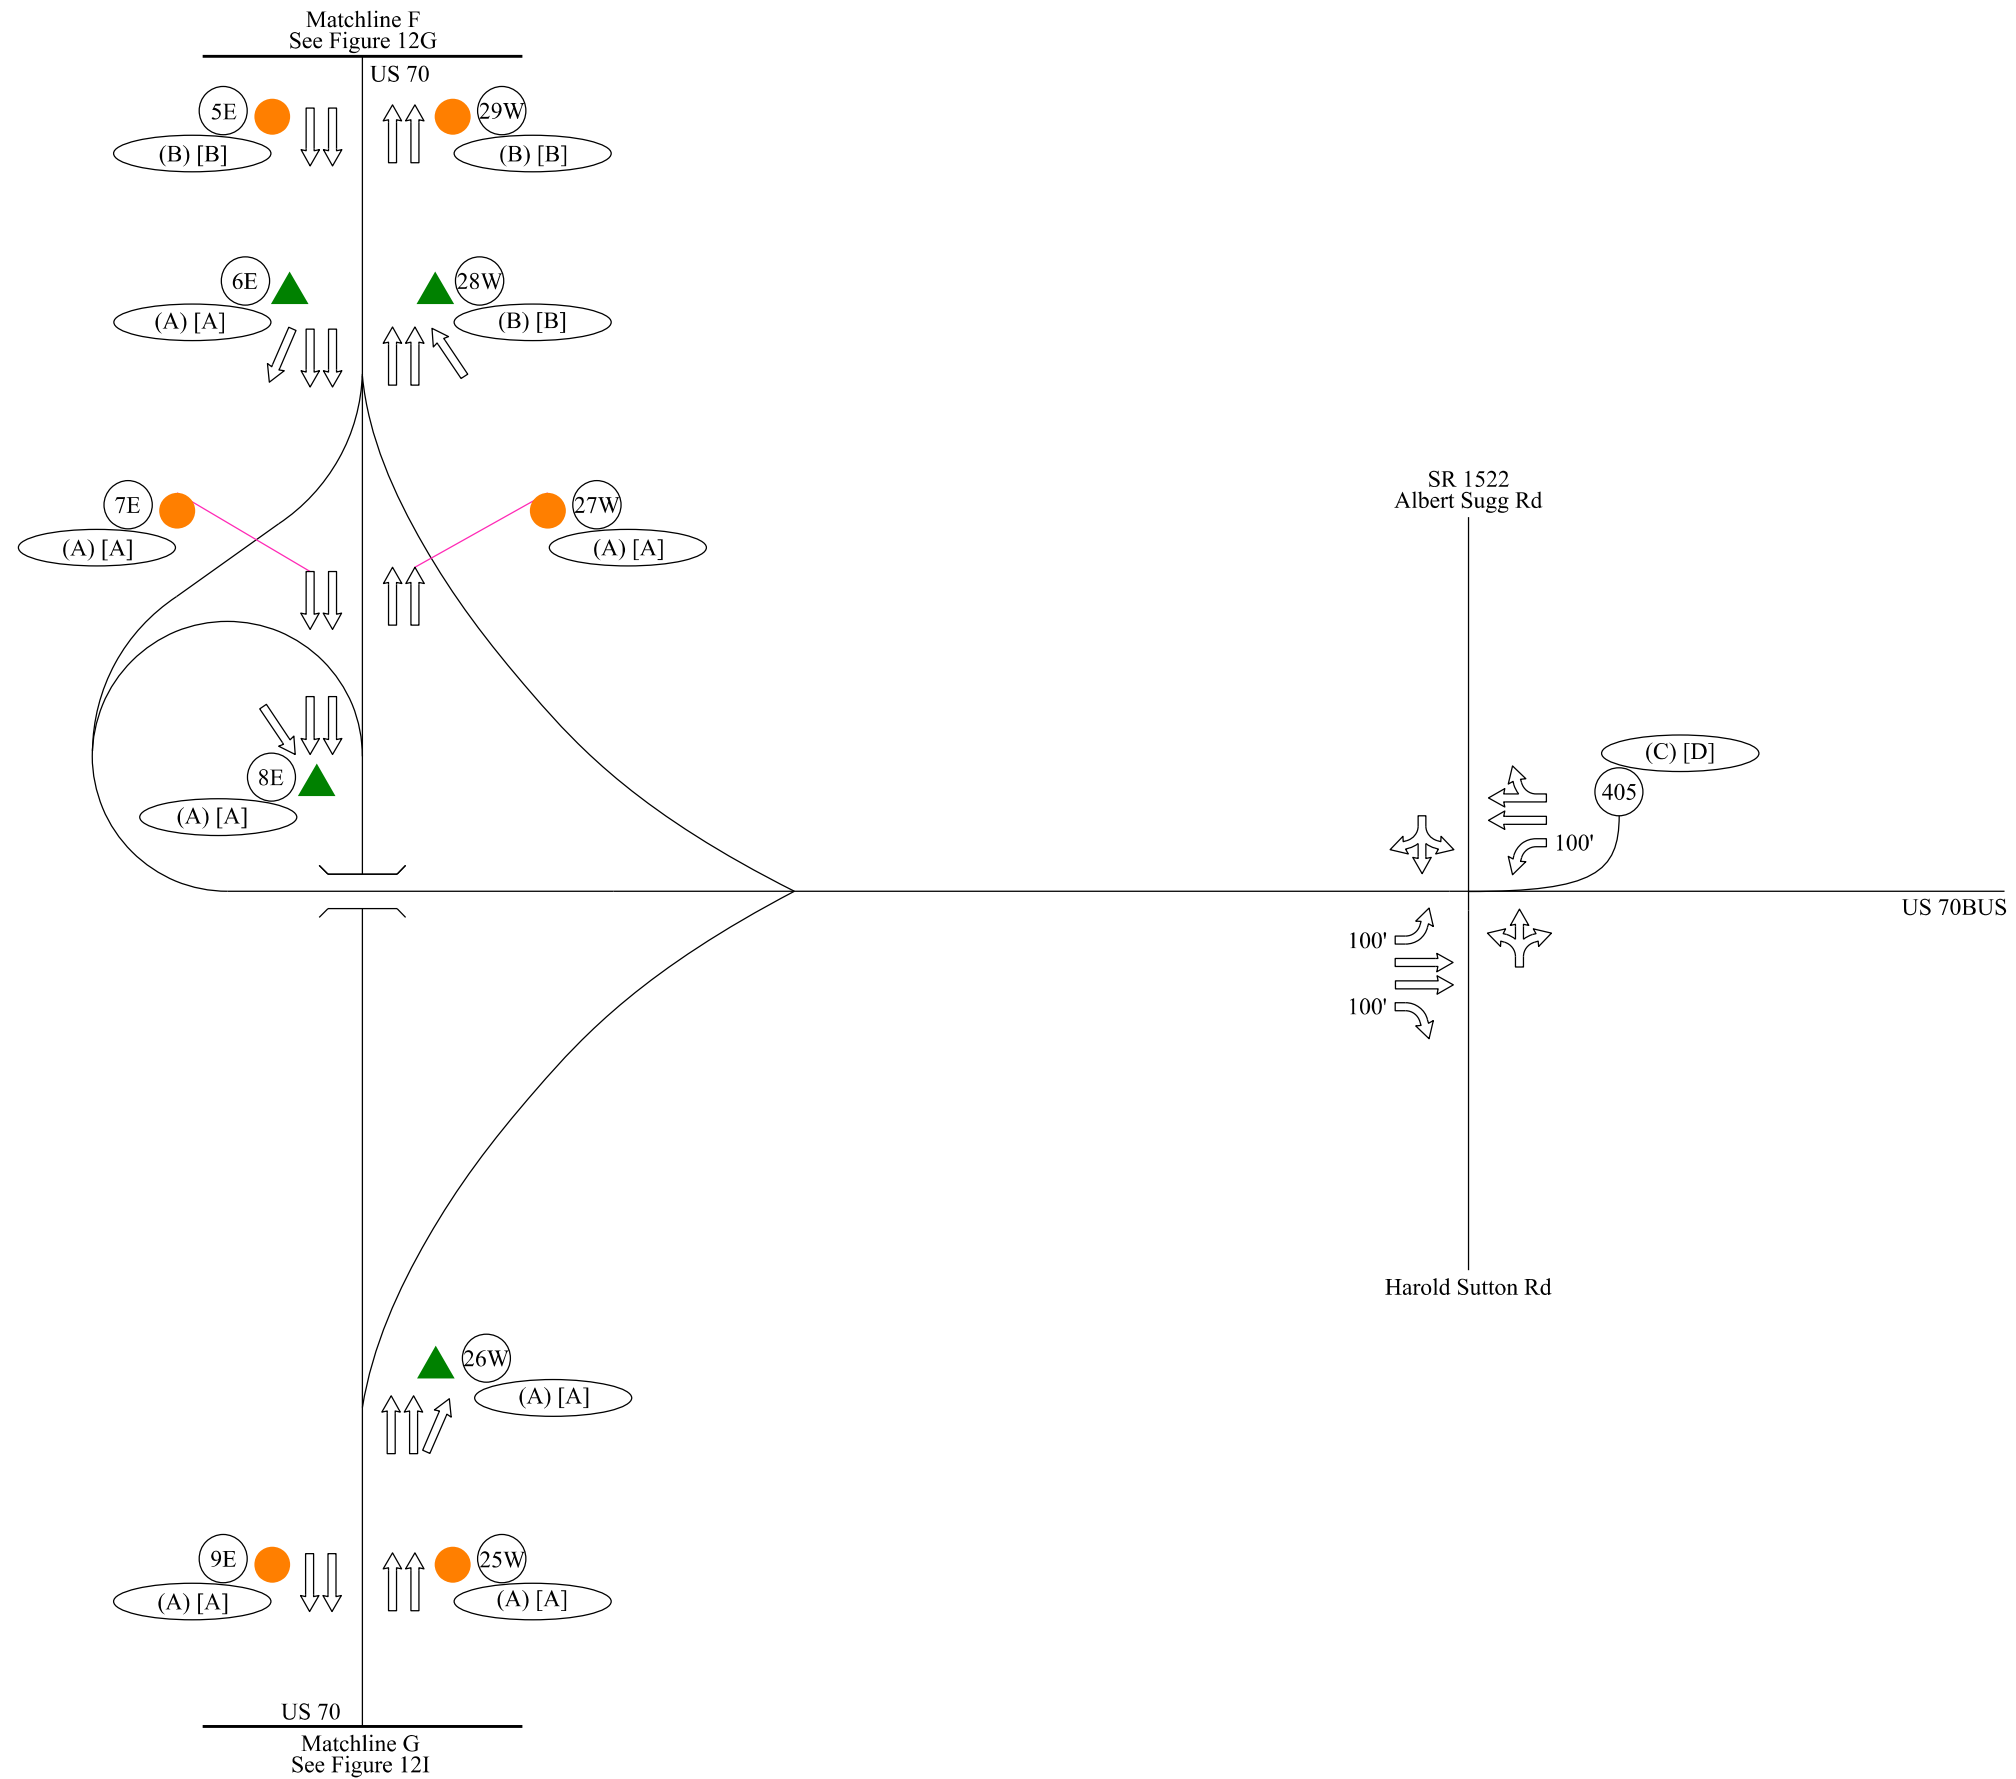 Matchline F
See Figure 12G
US 70
5E
29W
(B) [B]
(B) [B]
6E
28W
(A) [A]
(B) [B]
7E
27W
(A) [A]
(A) [A]
SR 1522
Albert Sugg Rd
8E
(A) [A]
(C) [D]
405
100'
US 70BUS
100'
100'
Harold Sutton Rd
26W
(A) [A]
9E
25W
(A) [A]
(A) [A]
US 70
Matchline G
See Figure 12I